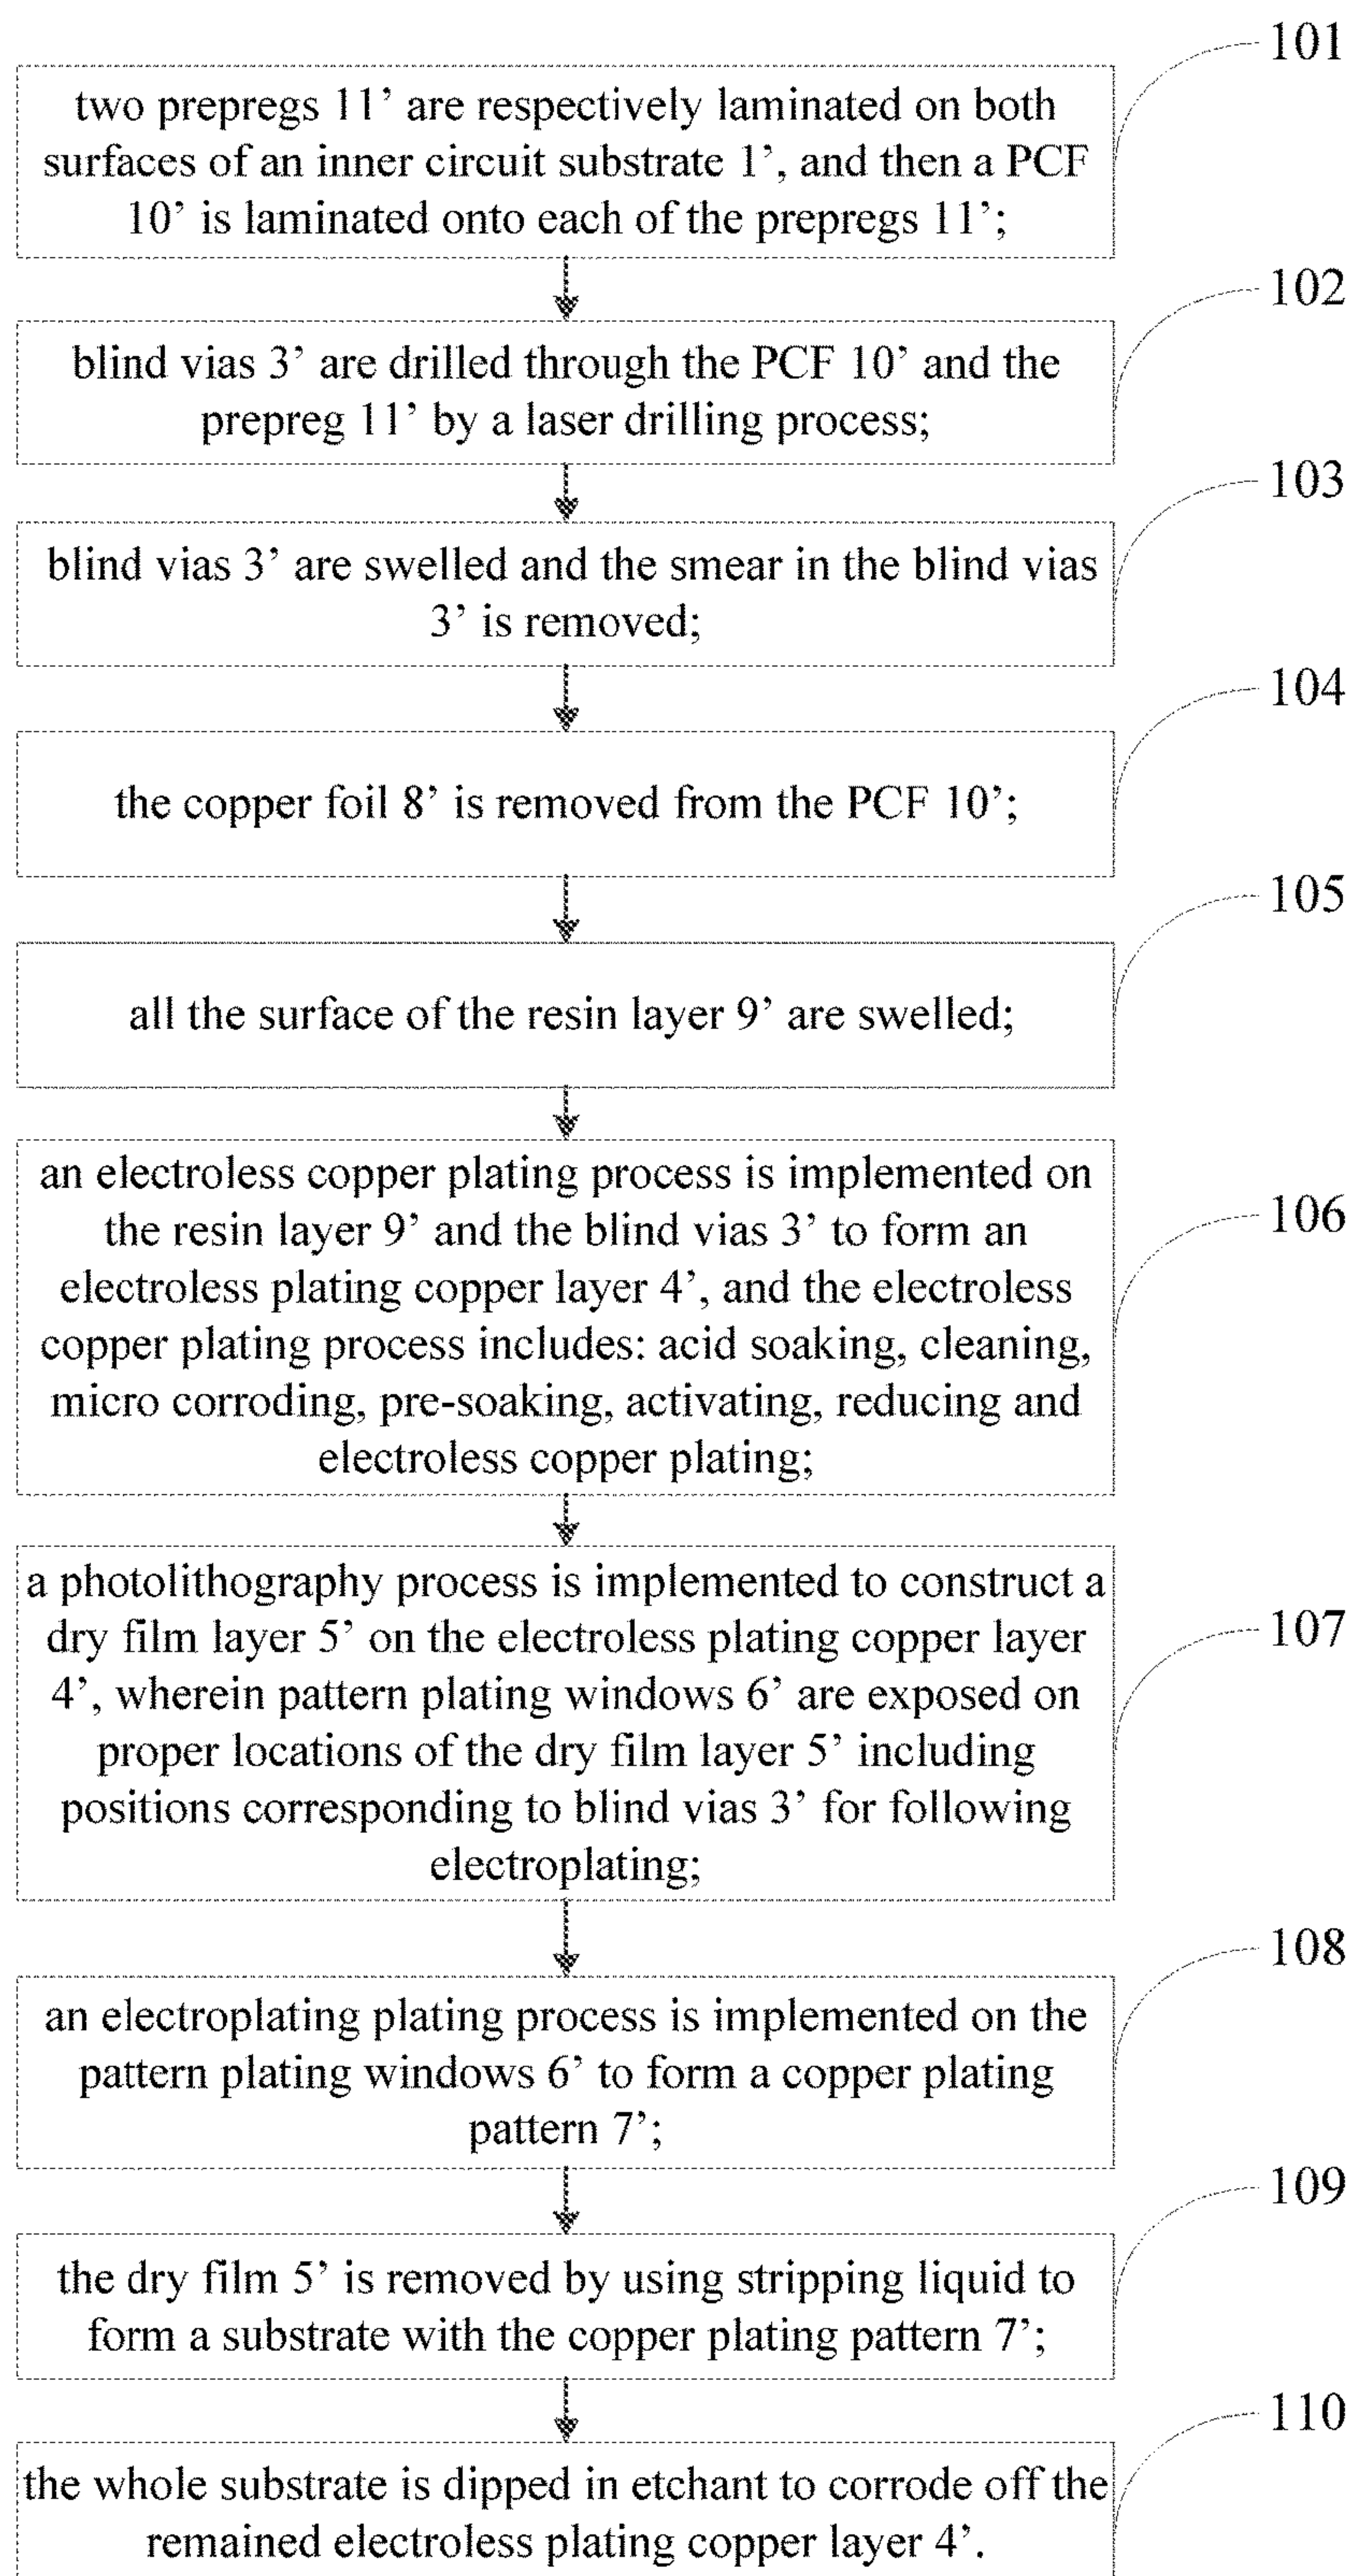 101
two prepregs 11’ are respectively laminated on both
surfaces of an inner circuit substrate 1’, and then a PCF
10’ is laminated onto each of the prepregs 11’;
102
blind vias 3’ are drilled through the PCF 10’ and the
prepreg 11’ by a laser drilling process;
103
blind vias 3’ are swelled and the smear in the blind vias
3’ is removed;
104
the copper foil 8’ is removed from the PCF 10’;
105
all the surface of the resin layer 9’ are swelled;
106
an electroless copper plating process is implemented on
the resin layer 9’ and the blind vias 3’ to form an
electroless plating copper layer 4’, and the electroless
copper plating process includes: acid soaking, cleaning,
micro corroding, pre-soaking, activating, reducing and
electroless copper plating;
107
a photolithography process is implemented to construct a
dry film layer 5’ on the electroless plating copper layer
4’, wherein pattern plating windows 6’ are exposed on
proper locations of the dry film layer 5’ including
positions corresponding to blind vias 3’ for following
electroplating;
108
an electroplating plating process is implemented on the
pattern plating windows 6’ to form a copper plating
pattern 7’;
109
the dry film 5’ is removed by using stripping liquid to
form a substrate with the copper plating pattern 7’;
110
the whole substrate is dipped in etchant to corrode off the
remained electroless plating copper layer 4’.